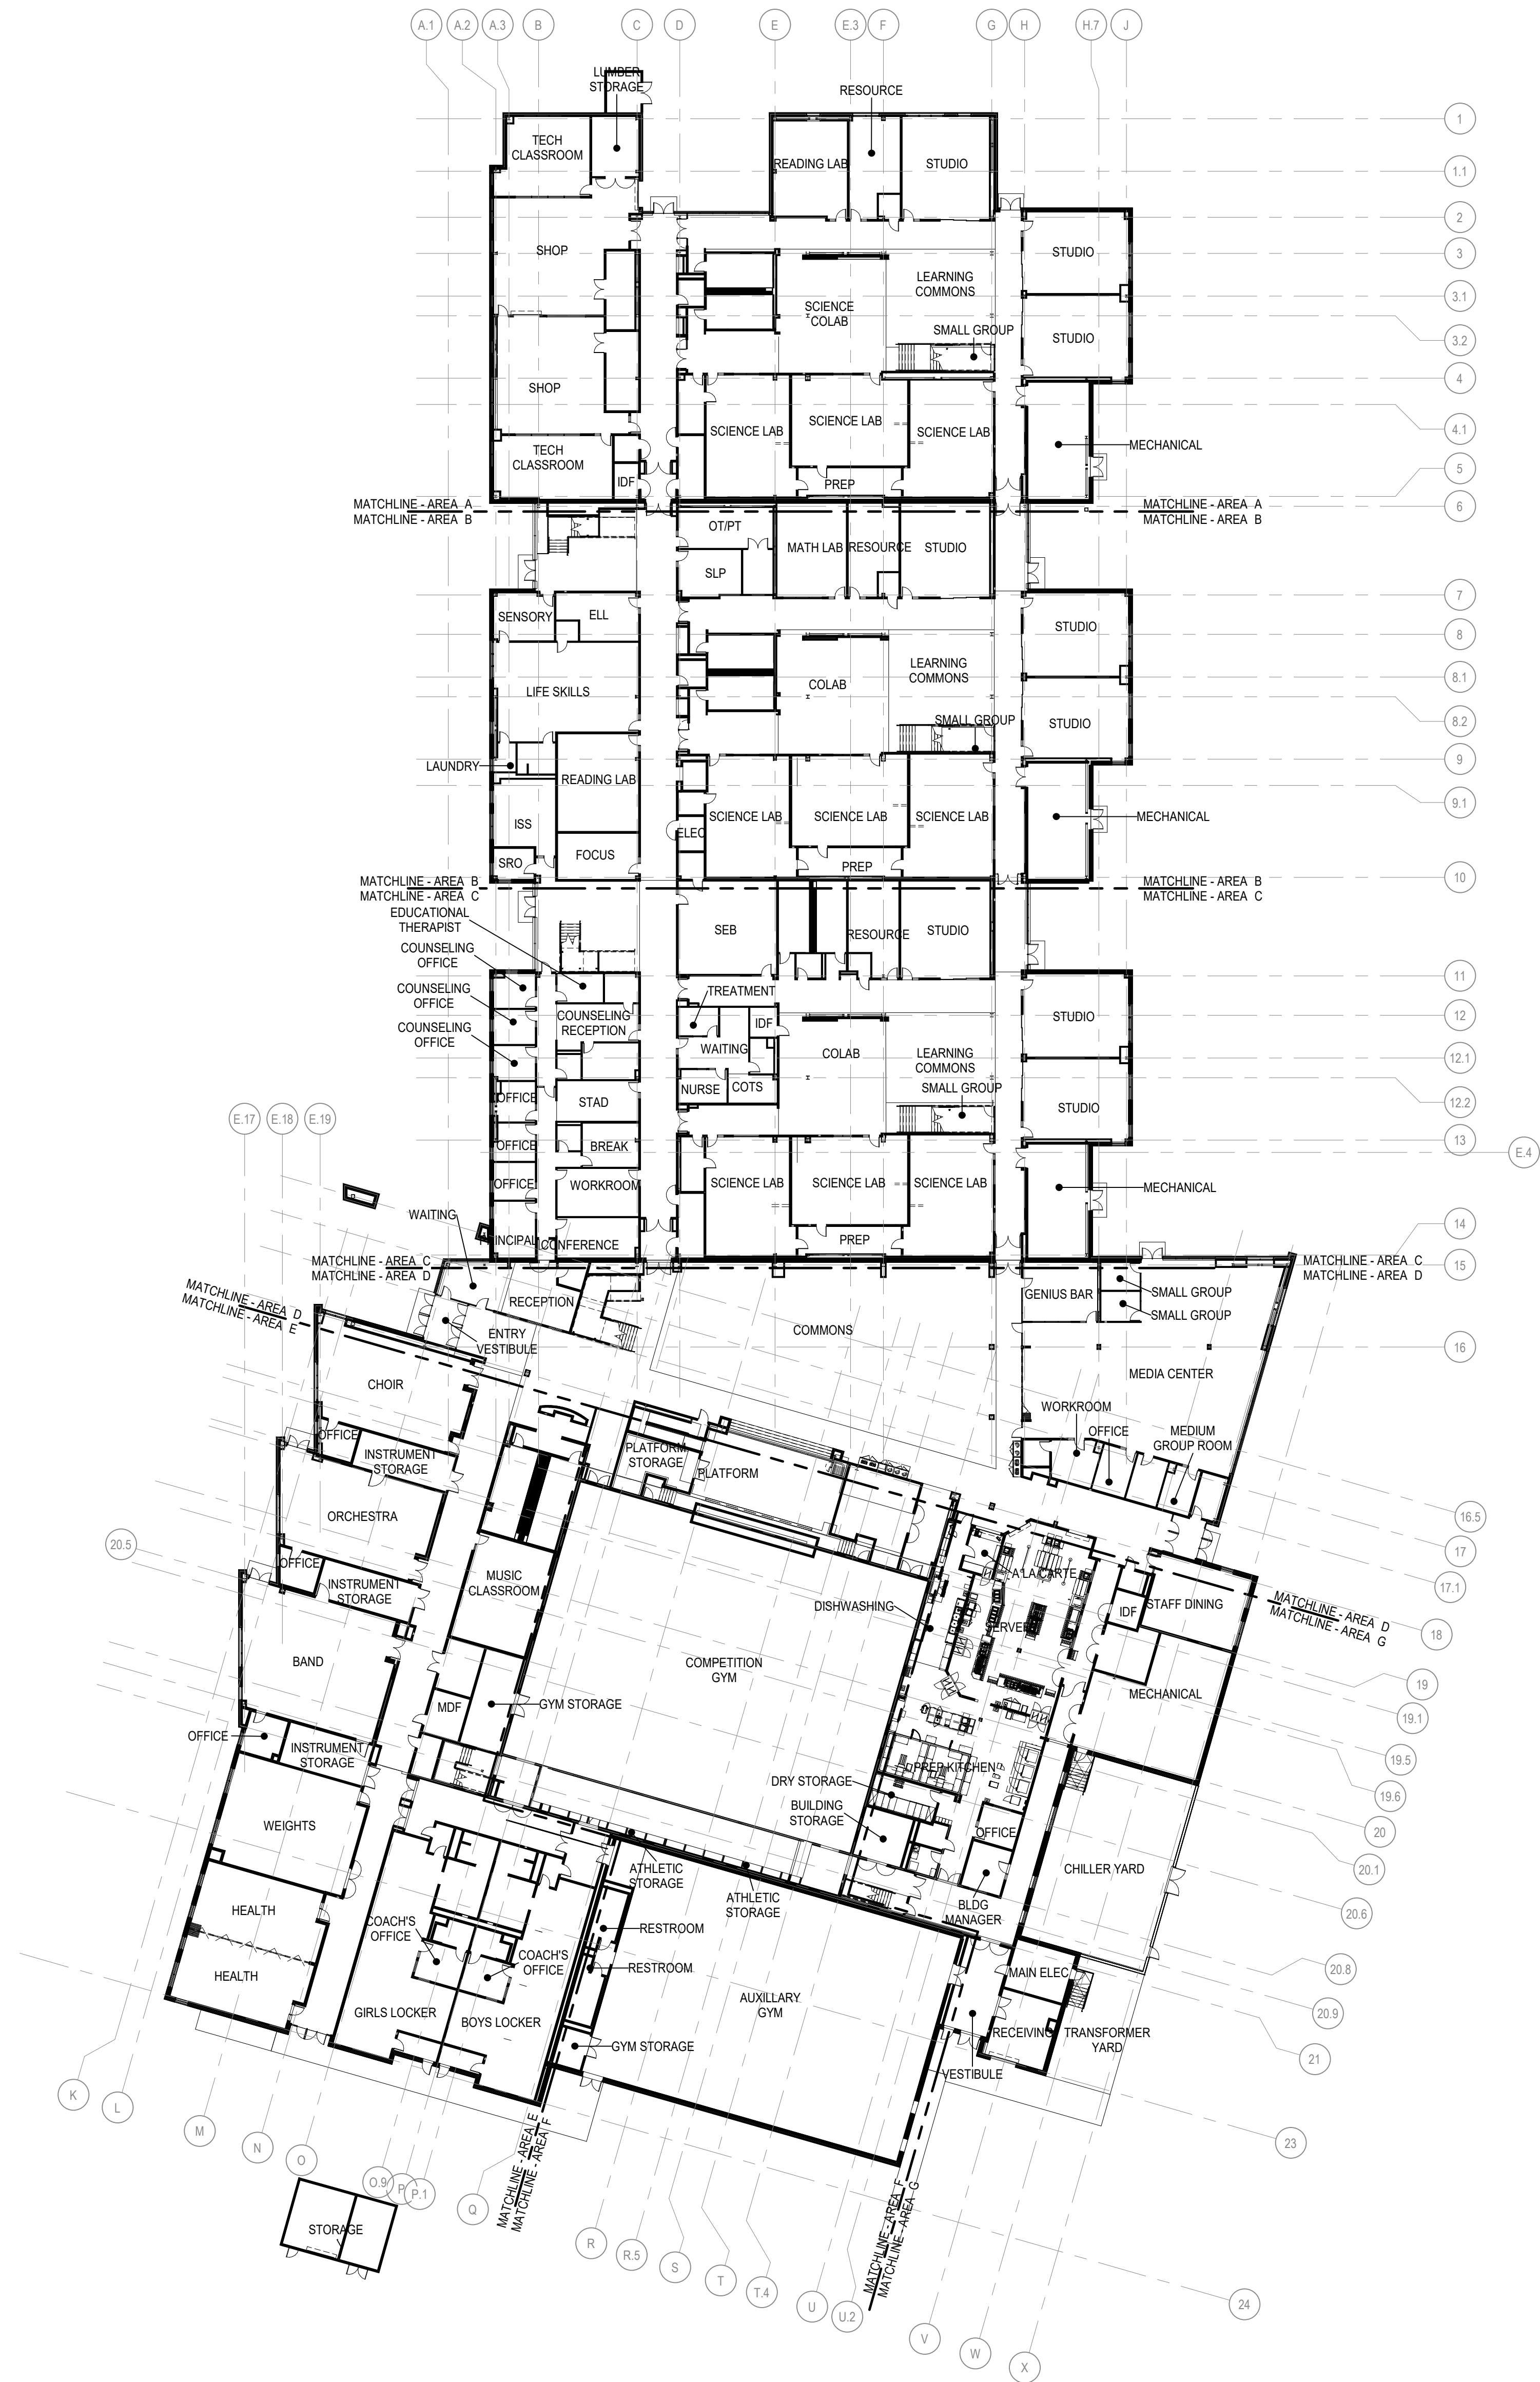 A.1
A.2
A.3
B
C
D
E
E.3
F
G
H
H.7
J
LUMBER
STORAGE
RESOURCE
1
TECH
CLASSROOM
READING LAB
STUDIO
1.1
2
SHOP
STUDIO
3
LEARNING
COMMONS
3.1
SCIENCE
COLAB
SMALL GROUP
STUDIO
3.2
SHOP
4
SCIENCE LAB
SCIENCE LAB
SCIENCE LAB
4.1
TECH
CLASSROOM
MECHANICAL
IDF
PREP
5
MATCHLINE - AREA A
MATCHLINE - AREA B
MATCHLINE - AREA A
MATCHLINE - AREA B
6
OT/PT
MATH LAB
RESOURCE
STUDIO
SLP
7
SENSORY
ELL
STUDIO
8
LIFE SKILLS
COLAB
LEARNING
COMMONS
8.1
SMALL GROUP
STUDIO
8.2
LAUNDRY
READING LAB
9
9.1
ISS
SCIENCE LAB
SCIENCE LAB
SCIENCE LAB
MECHANICAL
ELEC
SRO
FOCUS
PREP
MATCHLINE - AREA B
MATCHLINE - AREA C
MATCHLINE - AREA B
MATCHLINE - AREA C
10
EDUCATIONAL
THERAPIST
SEB
RESOURCE
STUDIO
COUNSELING
OFFICE
11
COUNSELING
OFFICE
TREATMENT
COUNSELING
RECEPTION
IDF
STUDIO
12
COUNSELING
OFFICE
WAITING
COLAB
LEARNING
COMMONS
12.1
NURSE
COTS
SMALL GROUP
OFFICE
STAD
STUDIO
12.2
E.17
E.18
E.19
OFFICE
BREAK
13
E.4
OFFICE
WORKROOM
SCIENCE LAB
SCIENCE LAB
SCIENCE LAB
MECHANICAL
WAITING
PRINCIPAL
CONFERENCE
PREP
14
MATCHLINE - AREA C
MATCHLINE - AREA D
MATCHLINE - AREA C
MATCHLINE - AREA D
15
MATCHLINE - AREA D
MATCHLINE - AREA E
RECEPTION
GENIUS BAR
SMALL GROUP
SMALL GROUP
ENTRY
VESTIBULE
COMMONS
16
CHOIR
MEDIA CENTER
WORKROOM
OFFICE
MEDIUM
GROUP ROOM
OFFICE
INSTRUMENT
STORAGE
PLATFORM
STORAGE
PLATFORM
ORCHESTRA
16.5
20.5
17
OFFICE
INSTRUMENT
STORAGE
MUSIC
CLASSROOM
A LA CARTE
17.1
DISHWASHING
IDF
STAFF DINING
MATCHLINE - AREA D
MATCHLINE - AREA G
18
BAND
COMPETITION
GYM
19
MDF
GYM STORAGE
MECHANICAL
19.1
OFFICE
INSTRUMENT
STORAGE
19.5
PREP KITCHEN
DRY STORAGE
19.6
BUILDING
STORAGE
WEIGHTS
OFFICE
20
CHILLER YARD
20.1
ATHLETIC
STORAGE
ATHLETIC
STORAGE
BLDG
MANAGER
HEALTH
COACH'S
OFFICE
RESTROOM
20.6
COACH'S
OFFICE
RESTROOM
20.8
HEALTH
MAIN ELEC
AUXILLARY
GYM
GIRLS LOCKER
BOYS LOCKER
20.9
RECEIVING
TRANSFORMER
YARD
GYM STORAGE
21
VESTIBULE
K
L
M
N
O
O.9
P
P.1
Q
MATCHLINE - AREA E
MATCHLINE - AREA F
23
STORAGE
R
R.5
S
T
T.4
U
U.2
MATCHLINE - AREA F
MATCHLINE - AREA G
24
V
W
X